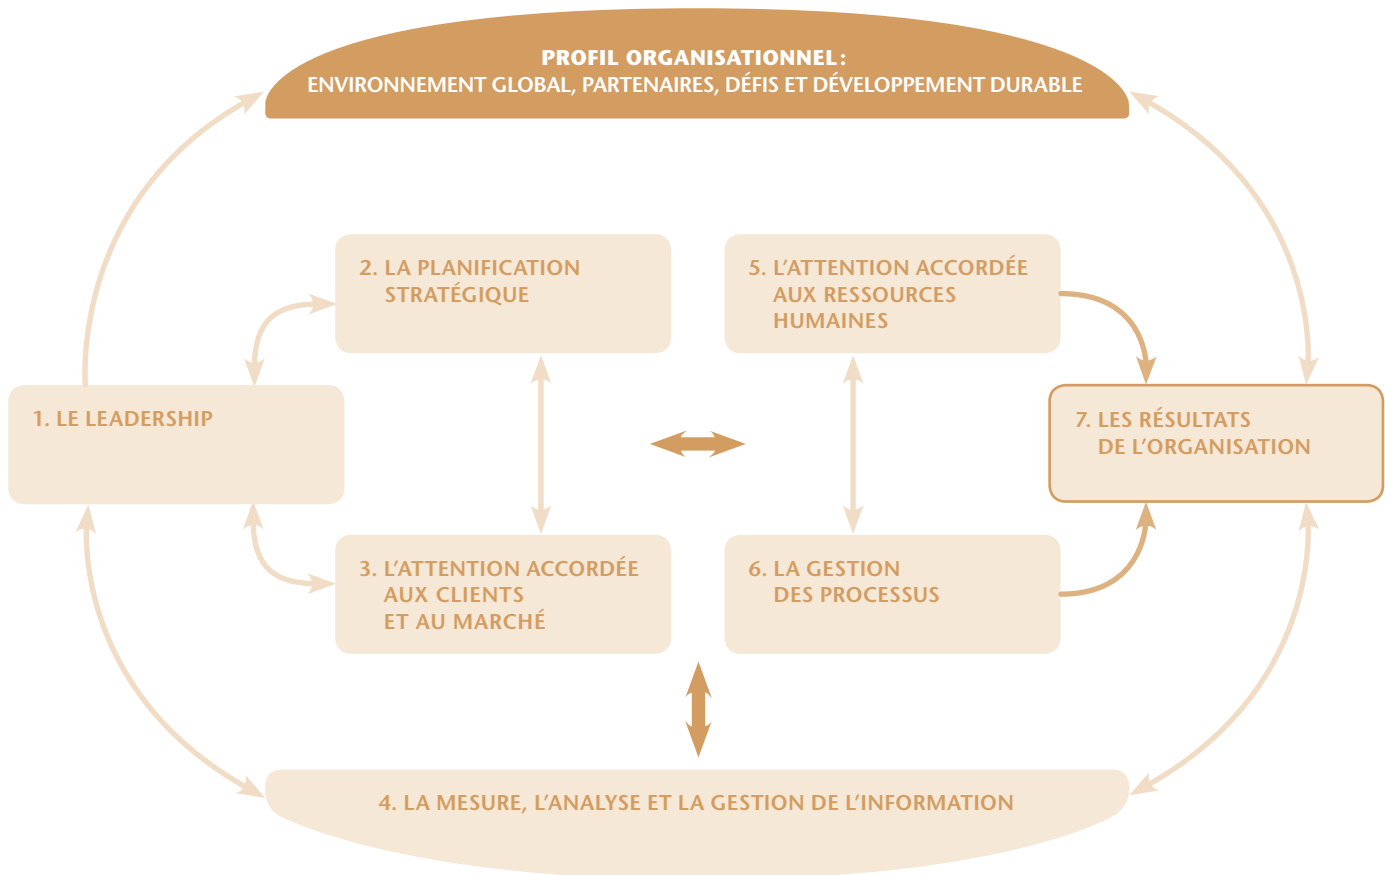 PROFIL ORGANISATIONNEL :
ENVIRONNEMENT GLOBAL, PARTENAIRES, DÉFIS ET DÉVELOPPEMENT DURABLE
1. LE LEADERSHIP
2. LA PLANIFICATION
STRATÉGIQUE
3. L’ATTENTION ACCORDÉE
AUX CLIENTS
ET AU MARCHÉ
5. L’ATTENTION ACCORDÉE
AUX RESSOURCES
HUMAINES
6. LA GESTION
DES PROCESSUS
7. LES RÉSULTATS
DE L’ORGANISATION
4. LA MESURE, L’ANALYSE ET LA GESTION DE L’INFORMATION